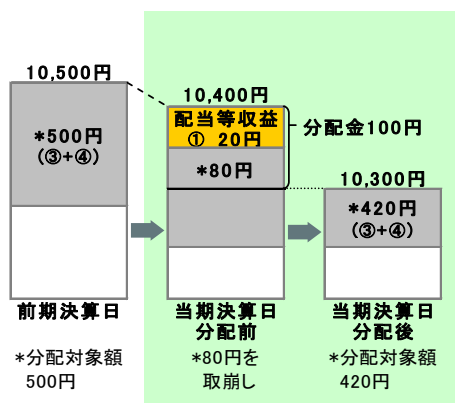 10,500円
*500円
(③+④)
前期決算日
*分配対象額
500円
10,400円
配当等収益
① 20円
*80円
分配金100円
当期決算日
分配前
*80円を
取崩し
10,300円
*420円
(③+④)
当期決算日
分配後
*分配対象額
420円